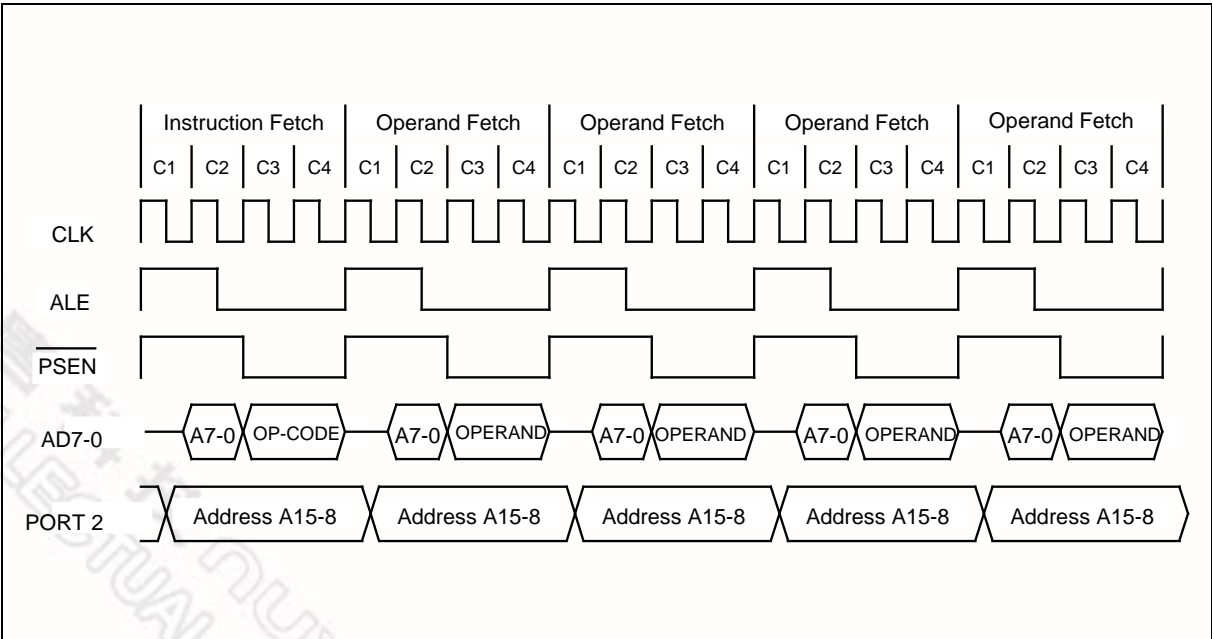 Instruction Fetch Operand Fetch Operand Fetch Operand Fetch Operand Fetch
C1 C2 C3 C4 C1 C2 C3 C4 C1 C2 C3 C4 C1 C2 C3 C4 C1 C2 C3 C4
CLK
ALE
PSEN
AD7-0 A7-0 OP-CODE A7-0 OPERAND A7-0 OPERAND A7-0 OPERAND A7-0 OPERAND
PORT 2 Address A15-8 Address A15-8 Address A15-8 Address A15-8 Address A15-8